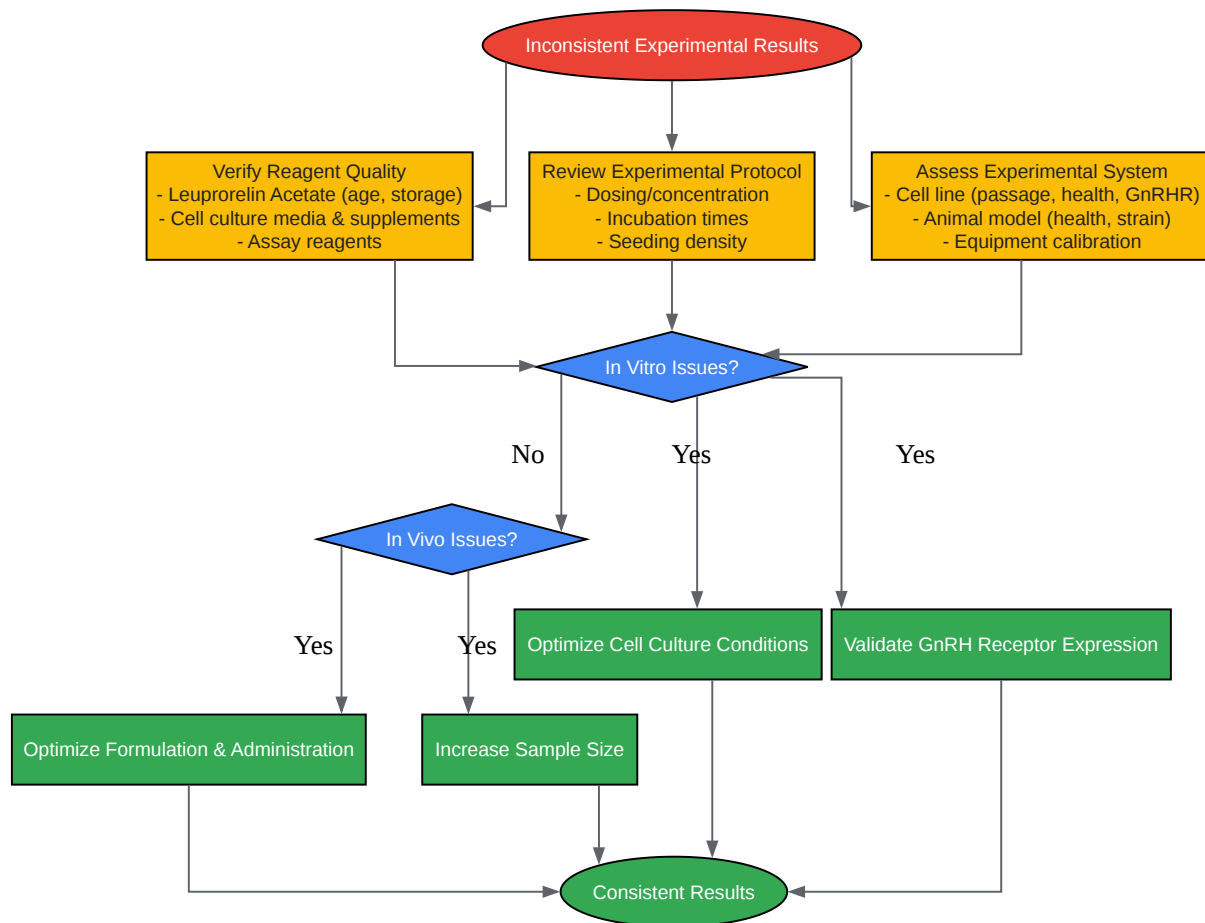 Inconsistent Experimental Results
Verify Reagent Quality
- Leuprorelin Acetate (age, storage)
- Cell culture media & supplements
- Assay reagents
Review Experimental Protocol
- Dosing/concentration
- Incubation times
- Seeding density
Assess Experimental System
- Cell line (passage, health, GnRHR)
- Animal model (health, strain)
- Equipment calibration
In Vitro Issues?
No
Yes
Yes
In Vivo Issues?
Yes
Yes
Optimize Cell Culture Conditions
Validate GnRH Receptor Expression
Optimize Formulation & Administration
Increase Sample Size
Consistent Results